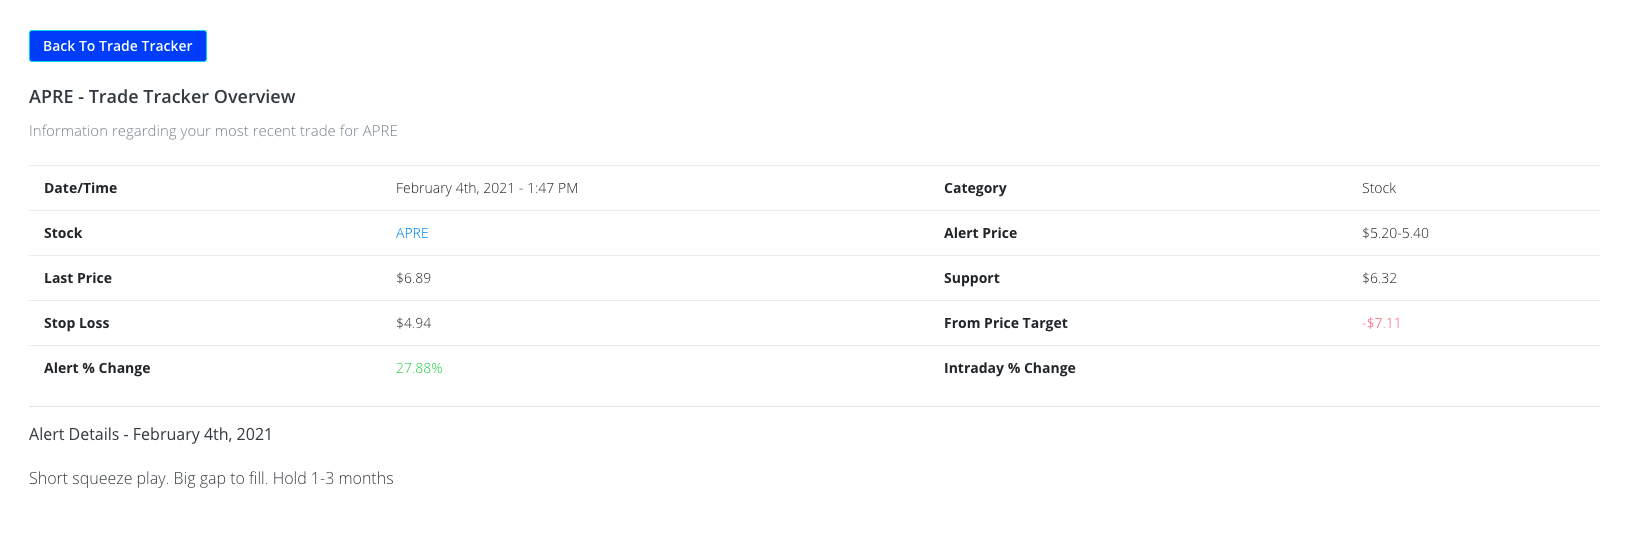 Back To Trade Tracker
APRE - Trade Tracker Overview
Information regarding your most recent trade for APRE
Date/Time February 4th, 2021 - 1:47 PM Category Stock
Stock APRE Alert Price $5.20-5.40
Last Price $6.89 Support $6.32
Stop Loss $4.94 From Price Target -$7.11
Alert % Change 27.88% Intraday % Change
Alert Details - February 4th, 2021
Short squeeze play. Big gap to fill. Hold 1-3 months